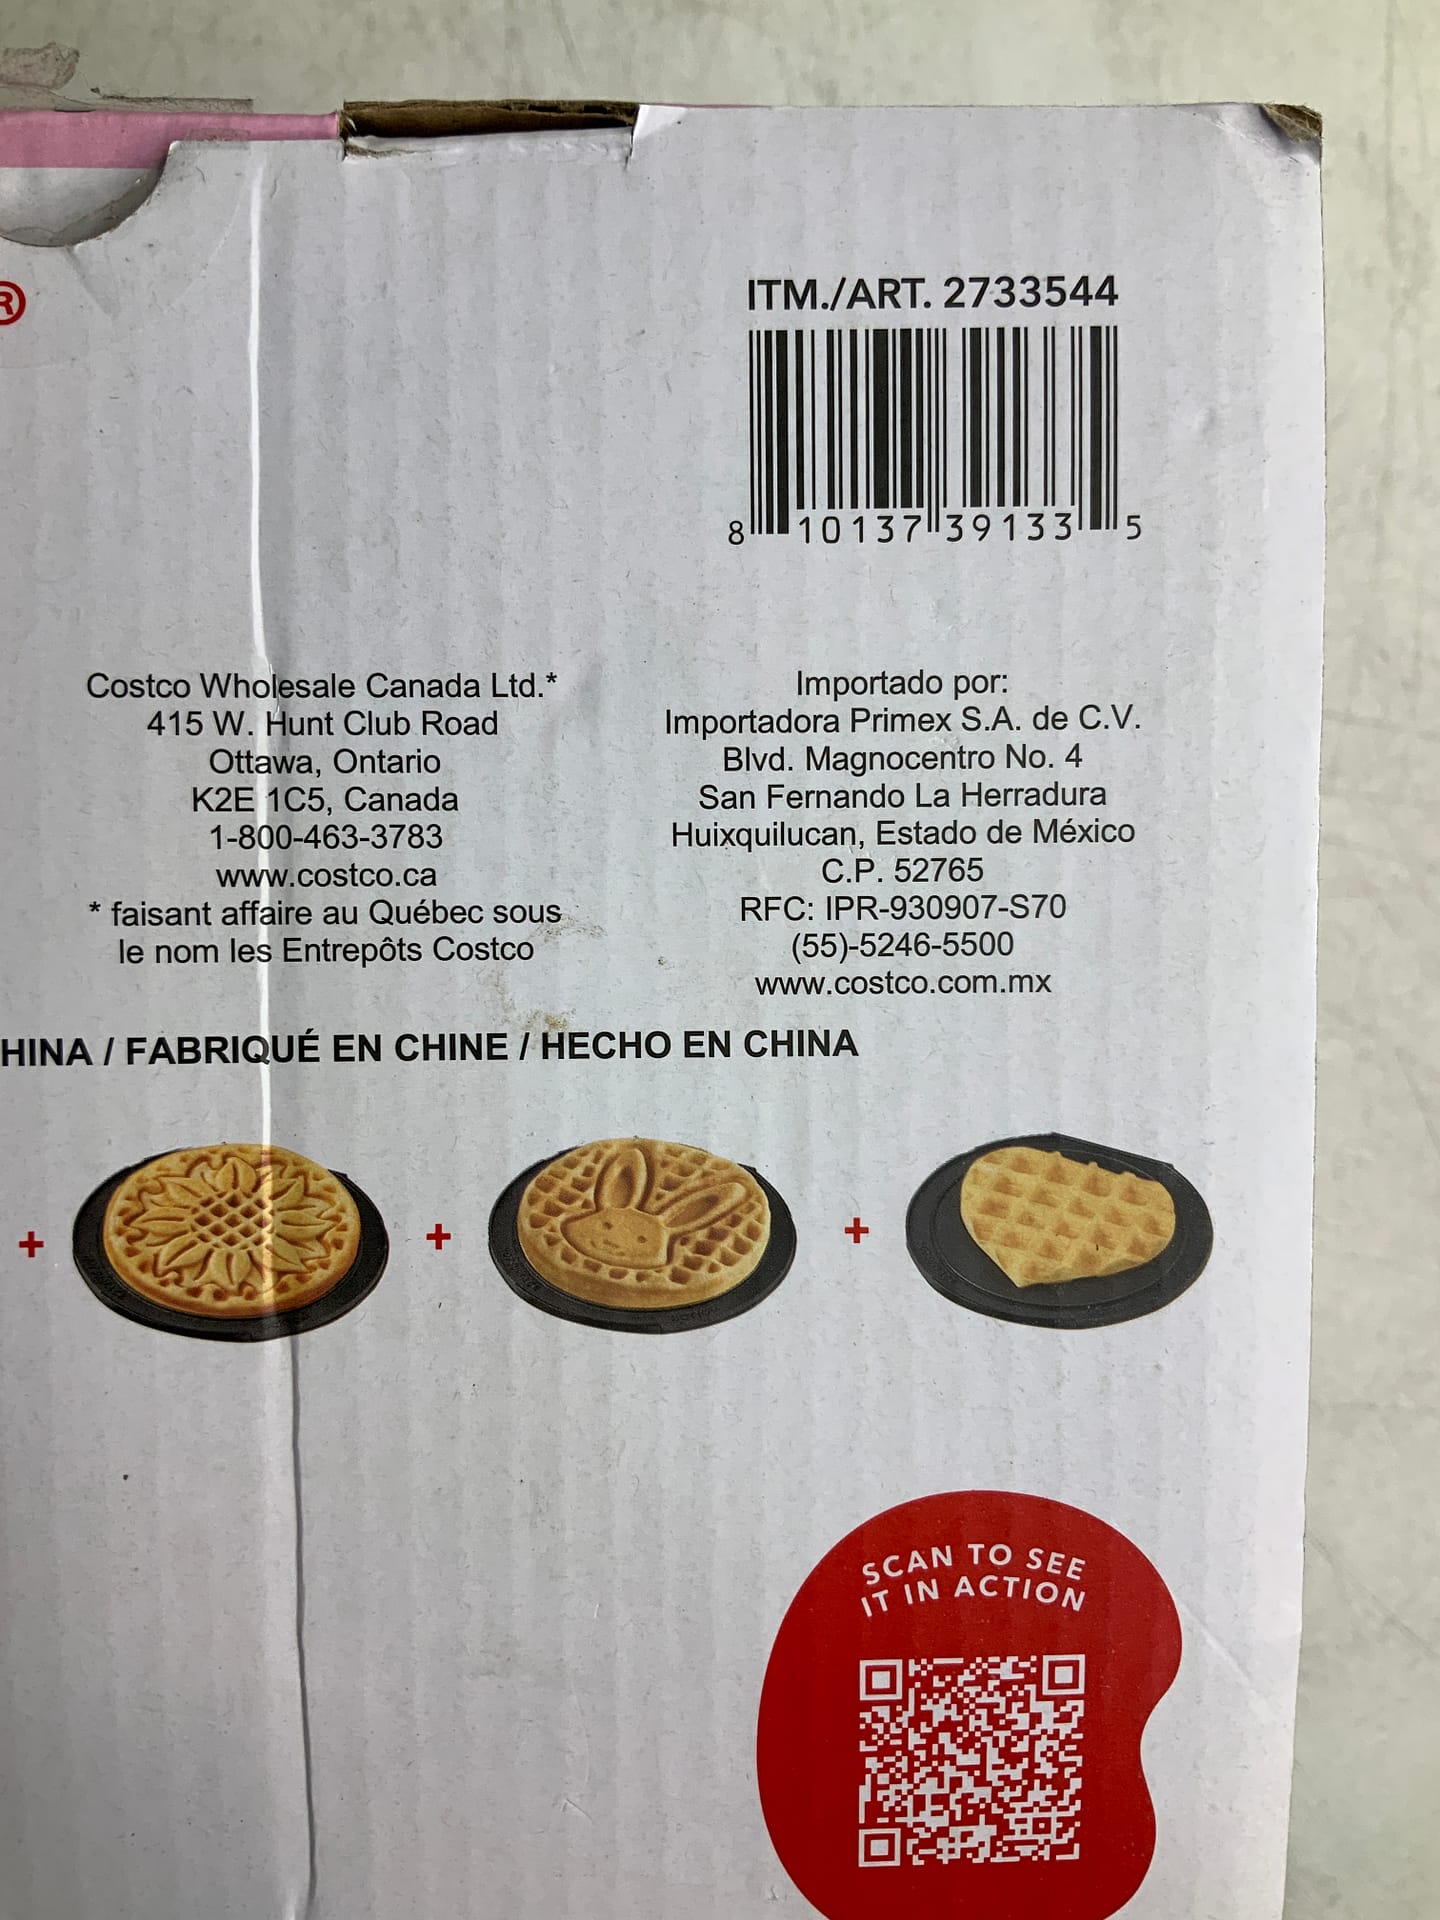 ®
ITM./ART. 2733544
8 10137 39133 5
Costco Wholesale Canada Ltd.*
415 W. Hunt Club Road
Ottawa, Ontario
K2E 1C5, Canada
1-800-463-3783
www.costco.ca
* faisant affaire au Québec sous
le nom les Entrepôts Costco
Importado por:
Importadora Primex S.A. de C.V.
Blvd. Magnocentro No. 4
San Fernando La Herradura
Huixquilucan, Estado de México
C.P. 52765
RFC: IPR-930907-S70
(55)-5246-5500
www.costco.com.mx
HINA / FABRIQUÉ EN CHINE / HECHO EN CHINA
+ + +
SCAN TO SEE
IT IN ACTION